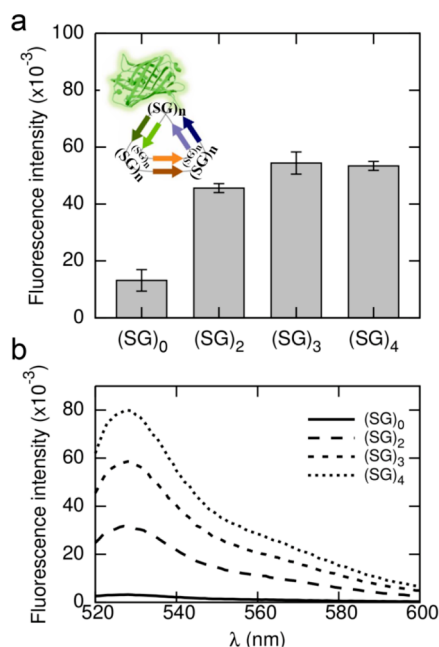 a
Fluorescence intensity (x10-3)
100
80
60
40
20
0
(SG)n
(SG)n
(SG)n
(SG)n
(SG)n
(SG)0
(SG)2
(SG)3
(SG)4
b
Fluorescence intensity (x10-3)
80
60
40
20
0
(SG)0
(SG)2
(SG)3
(SG)4
520
540
560
580
600
λ (nm)